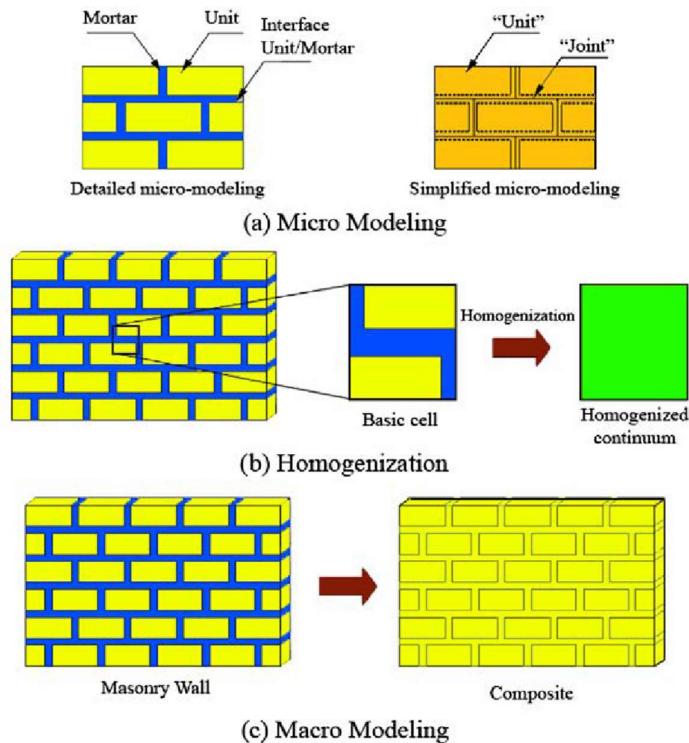 Mortar
Unit
Interface
Unit/Mortar
“Unit”
“Joint”
Detailed micro-modeling
Simplified micro-modeling
(a) Micro Modeling
Homogenization
Basic cell
Homogenized
continuum
(b) Homogenization
Masonry Wall
Composite
(c) Macro Modeling